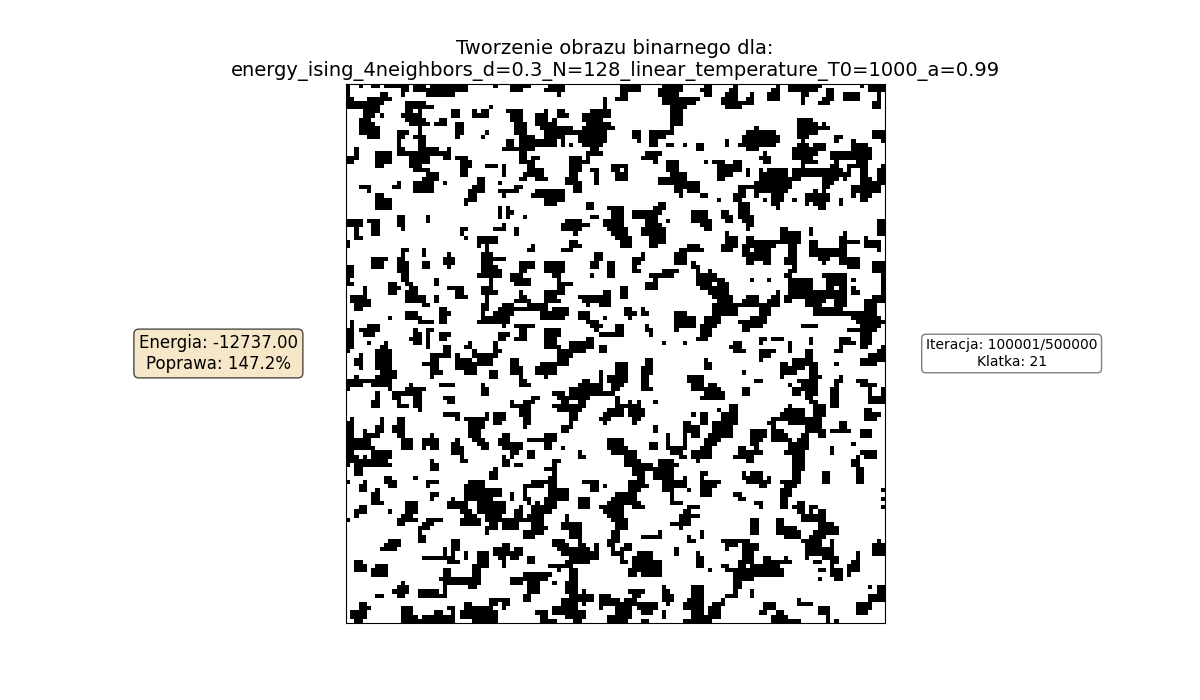 Tworzenie obrazu binarnego dla:
energy_ising_4neighbors_d=0.3_N=128_linear_temperature_T0=1000_a=0.99
Energia: -12737.00
Poprawa: 147.2%
Iteracja: 100001/500000
Klatka: 21